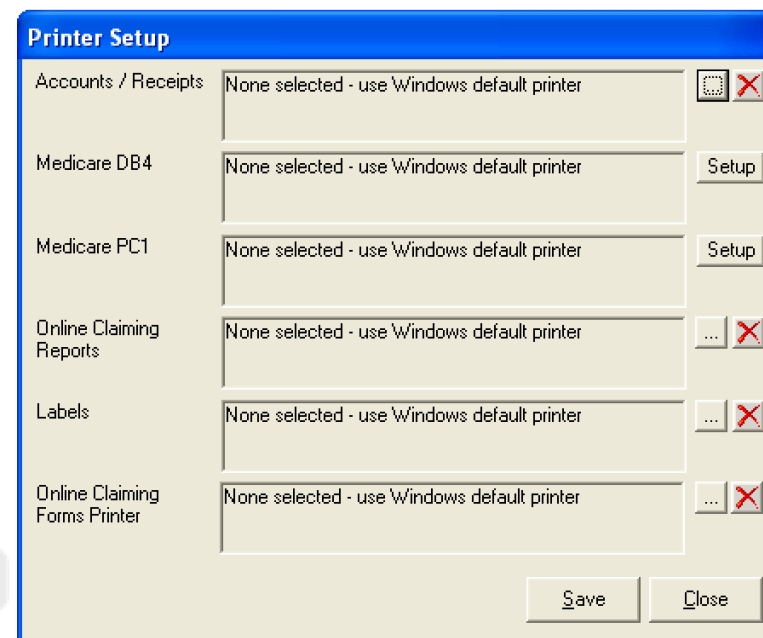 Printer Setup
Accounts / Receipts
None selected - use Windows default printer
Medicare DB4
None selected - use Windows default printer
Setup
Medicare PC1
None selected - use Windows default printer
Setup
Online Claiming
Reports
None selected - use Windows default printer
...
Labels
None selected - use Windows default printer
...
Online Claiming
Forms Printer
None selected - use Windows default printer
...
Save
Close